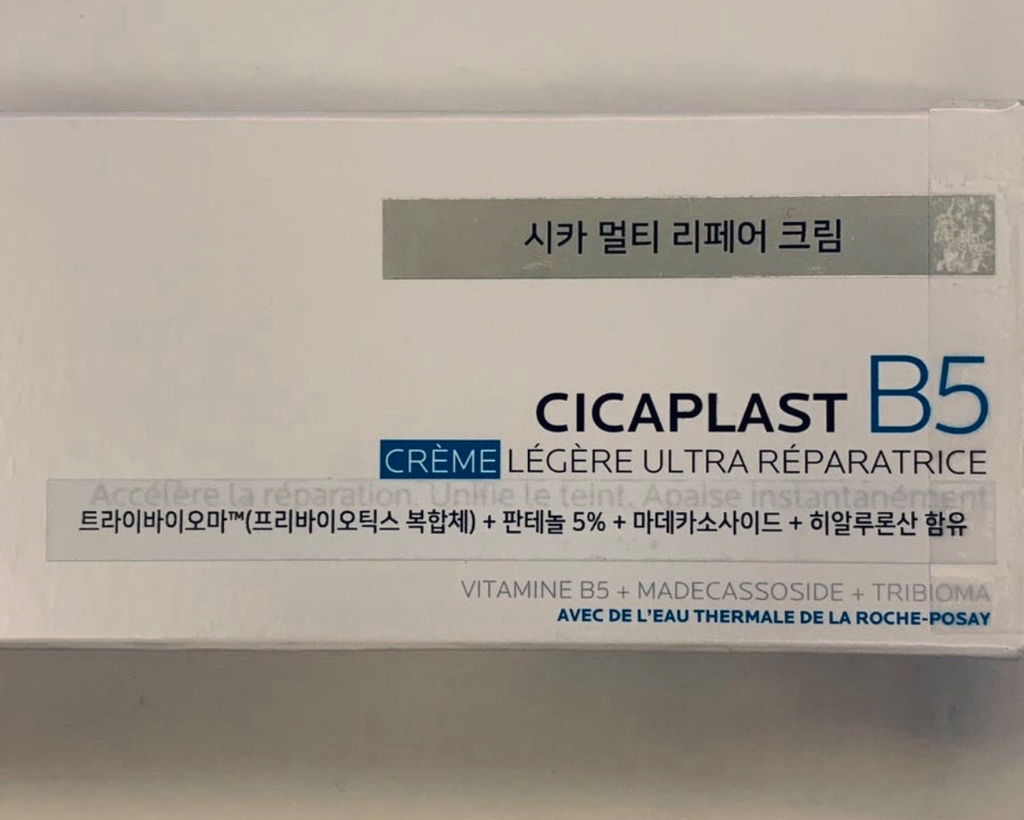 시카 멀티 리페어 크림
CICAPLAST B5
CRÈME LÉGÈRE ULTRA RÉPARATRICE
Accélère la réparation. Unifie le teint. Apaise instantanément
트라이바이오마™(프리바이오틱스 복합체) + 판테놀 5% + 마데카소사이드 + 히알루론산 함유
VITAMINE B5 + MADECASSOSIDE + TRIBIOMA
AVEC DE L'EAU THERMALE DE LA ROCHE-POSAY